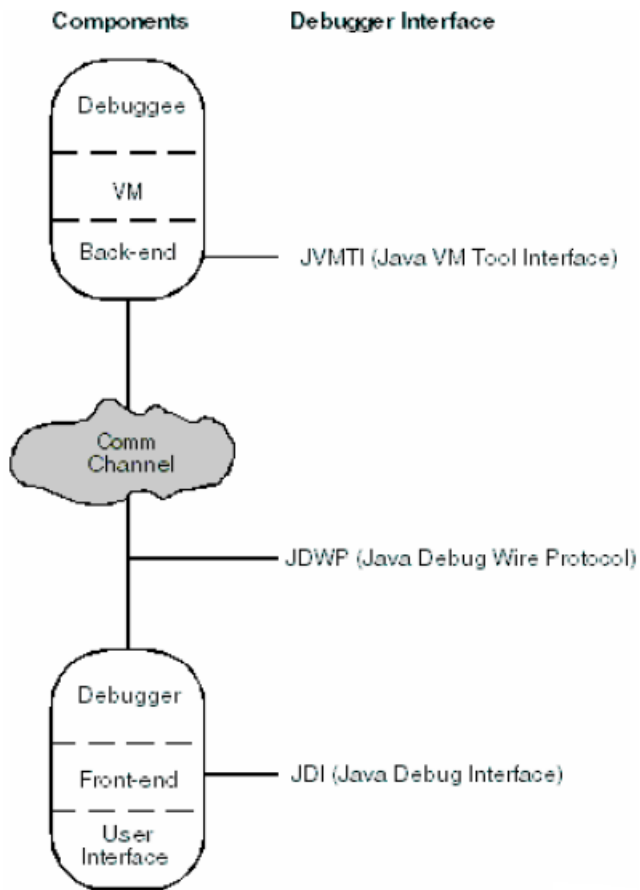 Components Debugger Interface
Debuggee
VM
Back-end
JVMTI (Java VM Tool Interface)
Comm
Channel
JDWP (Java Debug Wire Protocol)
Debugger
Front-end
JDI (Java Debug Interface)
User
Interface